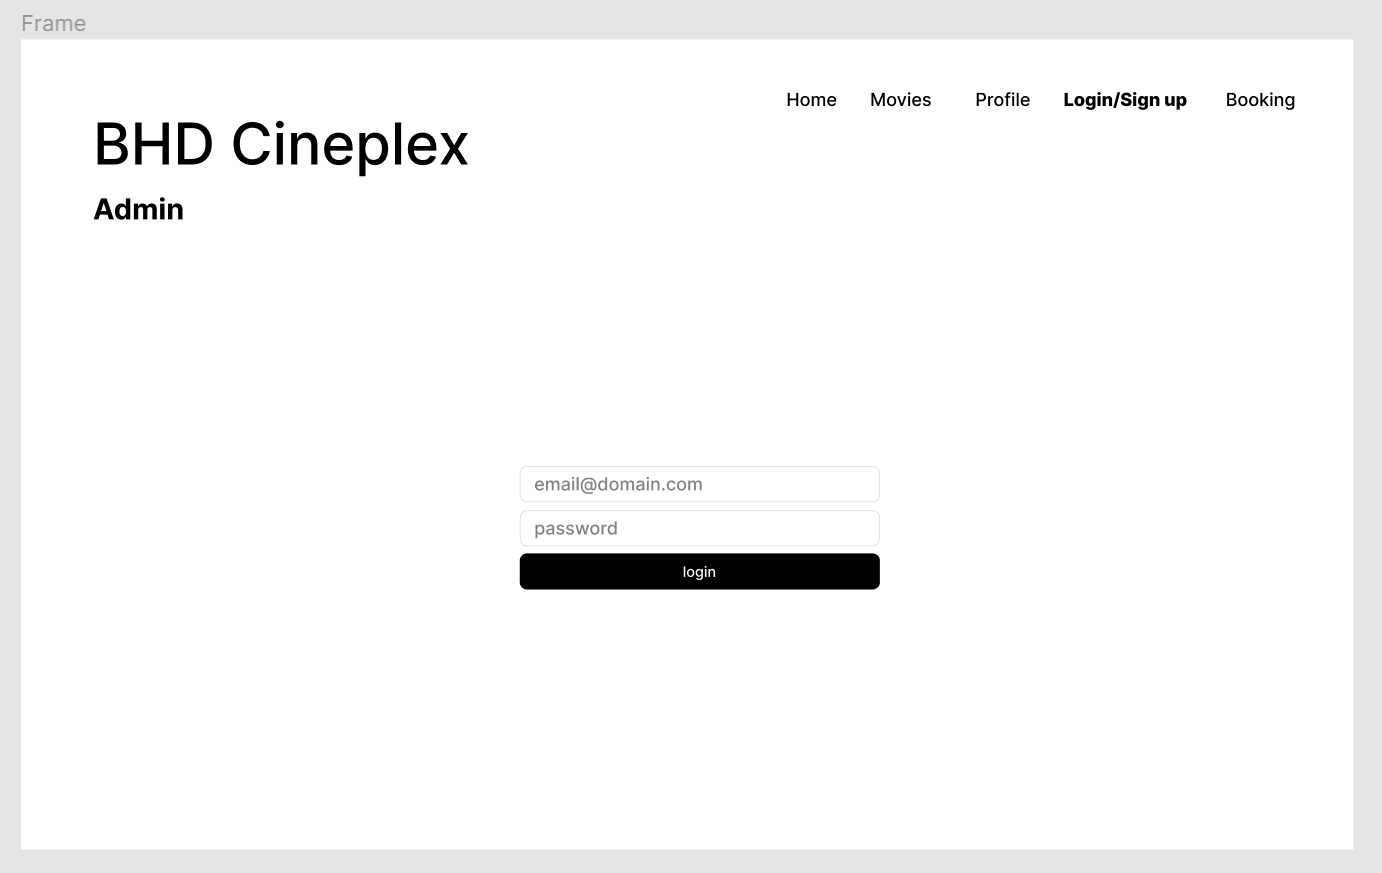 Frame
Home Movies Profile Login/Sign up Booking
BHD Cineplex
Admin
email@domain.com
password
login